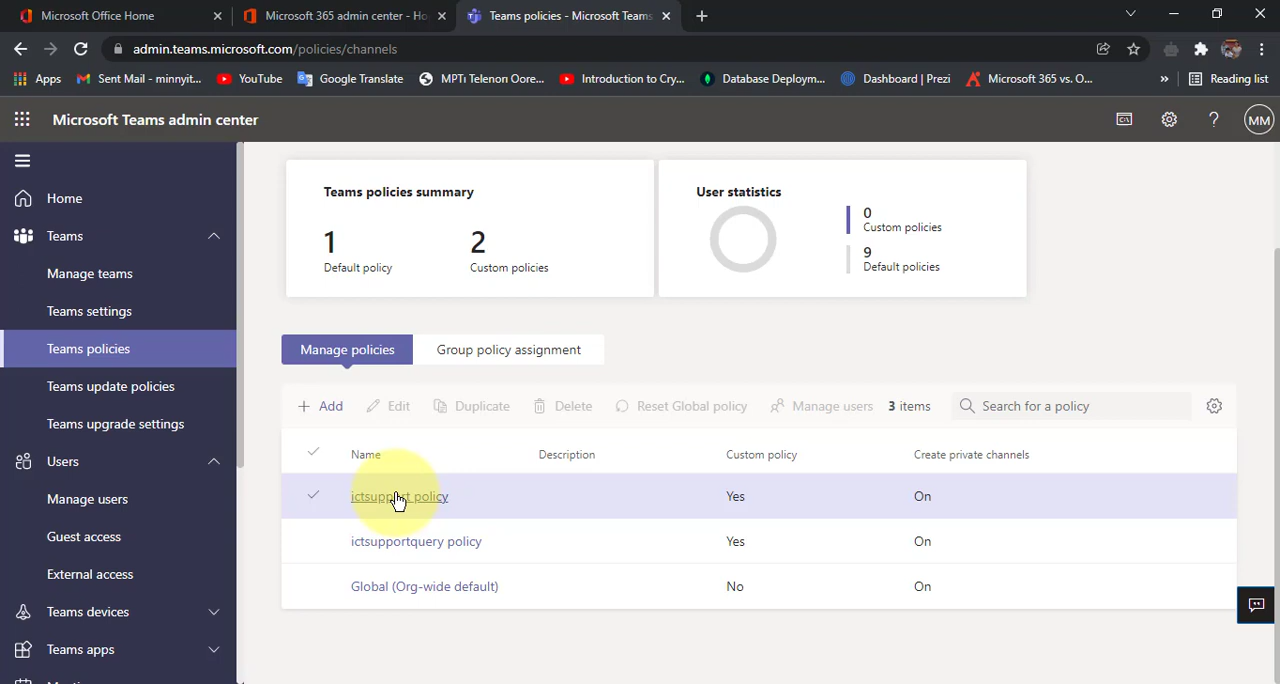 Microsoft Office Home
Microsoft 365 admin center - Ho
Teams policies - Microsoft Teams
admin.teams.microsoft.com/policies/channels
Apps
Sent Mail - minnyit...
YouTube
Google Translate
MPTi Telenon Oore...
Introduction to Cry...
Database Deploym...
Dashboard | Prezi
Microsoft 365 vs. O...
Reading list
Microsoft Teams admin center
MM
Home
Teams
Manage teams
Teams settings
Teams policies
Teams update policies
Teams upgrade settings
Users
Manage users
Guest access
External access
Teams devices
Teams apps
Teams policies summary
1
Default policy
2
Custom policies
User statistics
0
Custom policies
9
Default policies
Manage policies
Group policy assignment
Add
Edit
Duplicate
Delete
Reset Global policy
Manage users
3 items
Search for a policy
Name
Description
Custom policy
Create private channels
ictsupport policy
Yes
On
ictsupportquery policy
Yes
On
Global (Org-wide default)
No
On